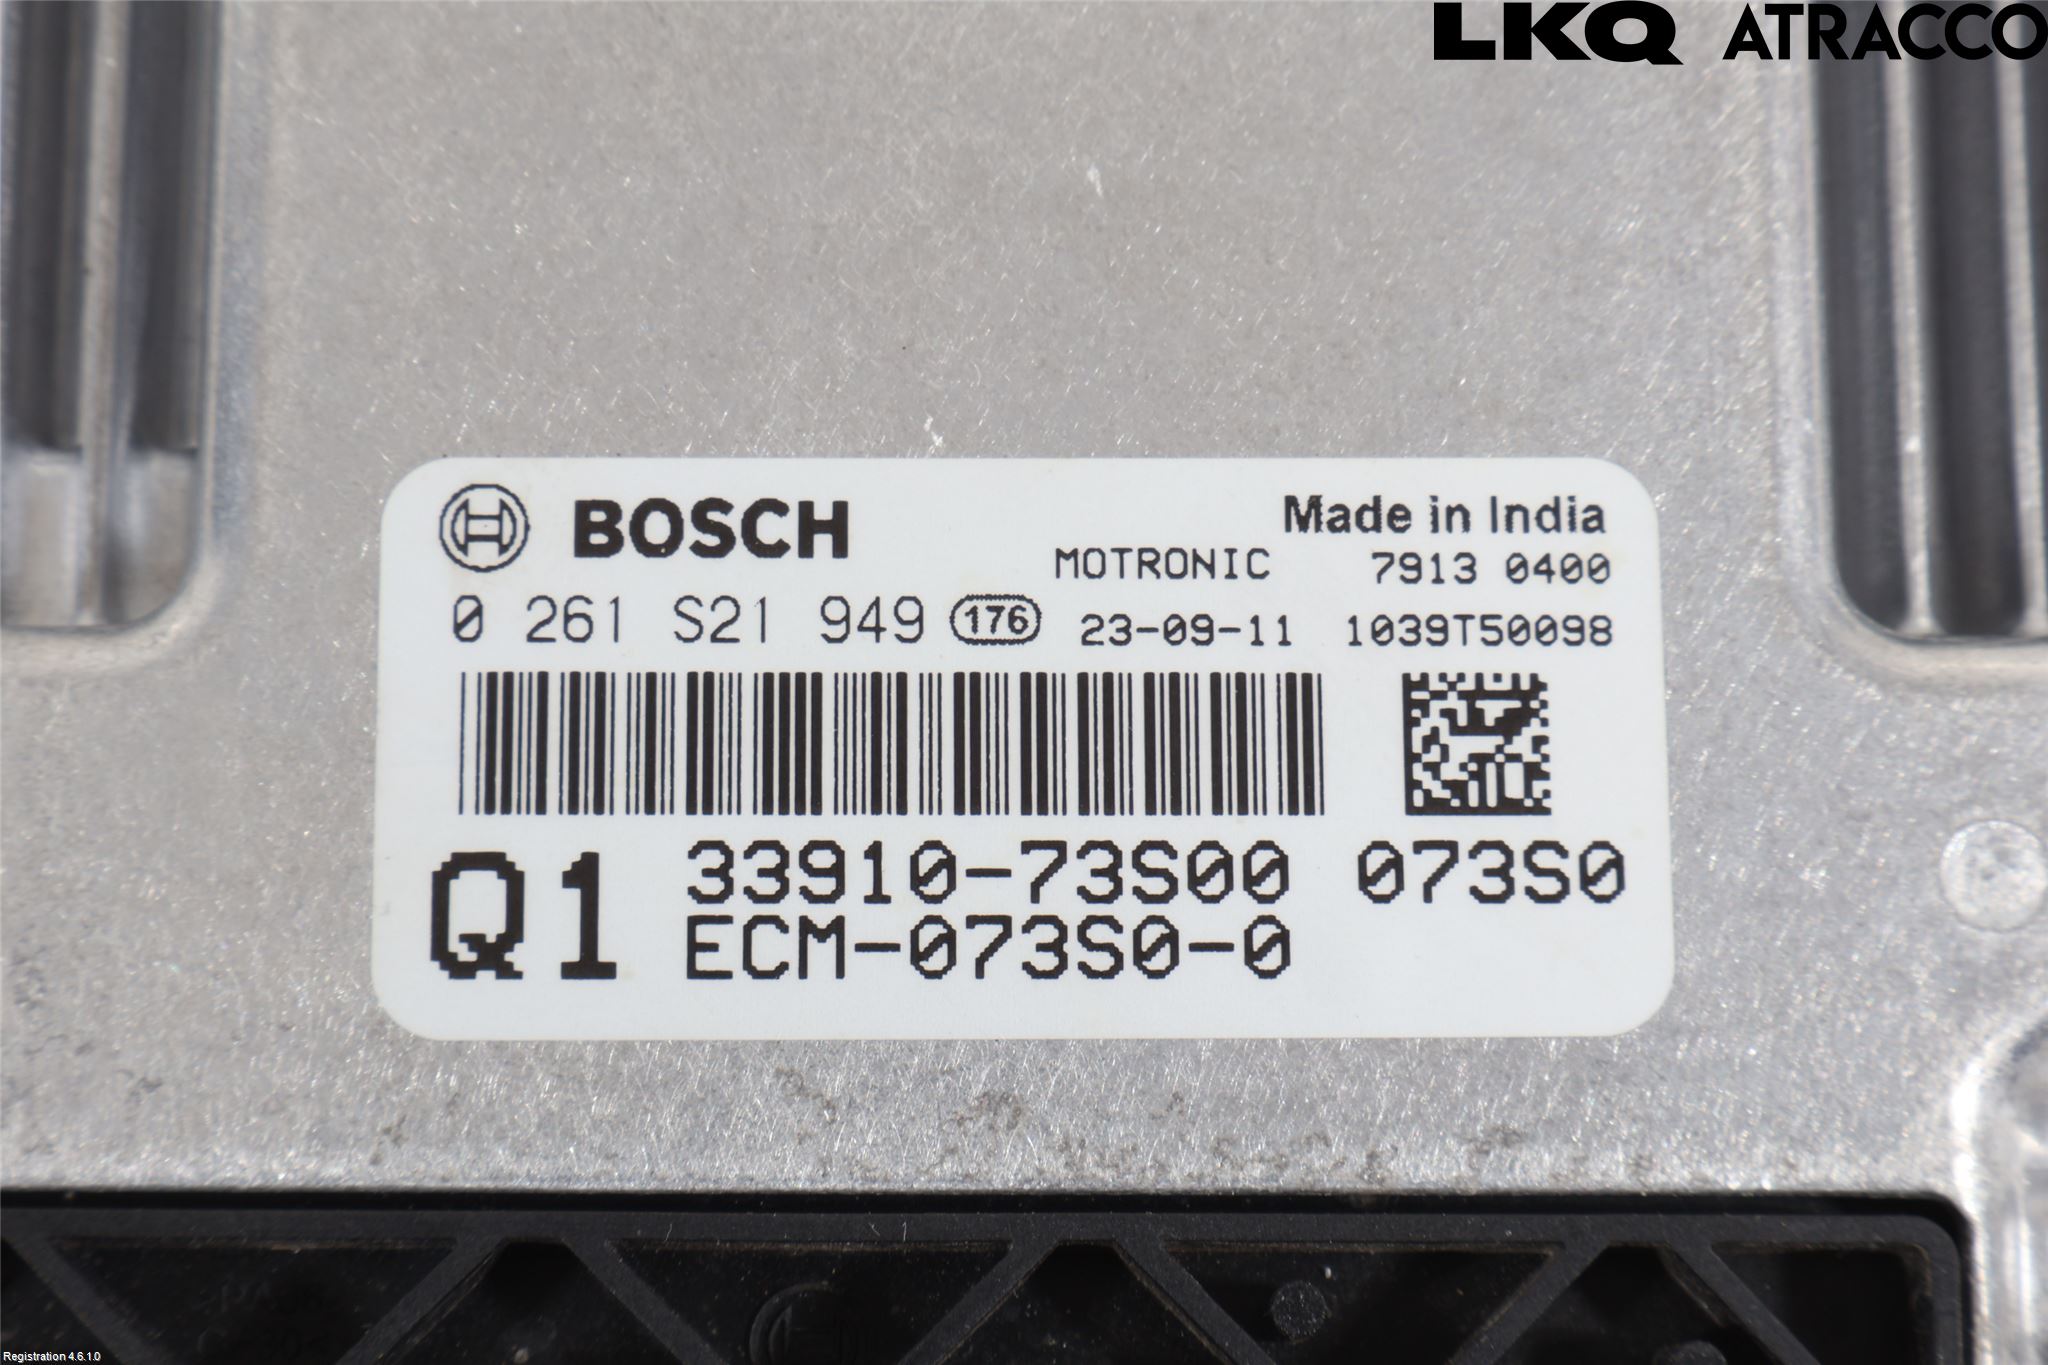 LKQ ATRACCO
BOSCH
Made in India
MOTRONIC 7913 0400
0 261 S21 949 176 23-09-11 1039T50098
Q1 33910-73S00 073S0
ECM-073S0-0
Registration 4.6.1.0